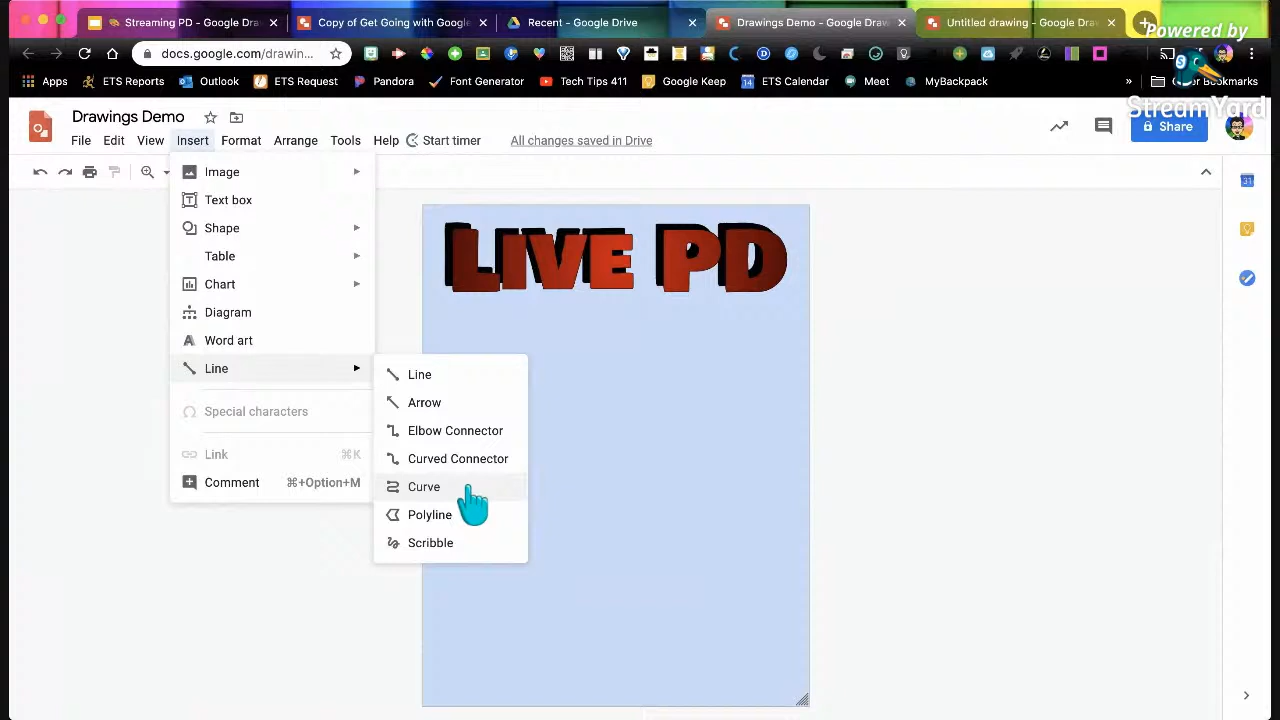 Streaming PD - Google Drawi
Copy of Get Going with Google
Recent - Google Drive
Drawings Demo - Google Draw
Untitled drawing - Google Draw
Powered by
StreamYard
docs.google.com/drawin...
Apps
ETS Reports
Outlook
ETS Request
Pandora
Font Generator
Tech Tips 411
Google Keep
14
ETS Calendar
Meet
MyBackpack
»
Bookmarks
Drawings Demo
File
Edit
View
Insert
Format
Arrange
Tools
Help
Start timer
All changes saved in Drive
Share
Image
Text box
Shape
Table
Chart
Diagram
Word art
Line
Special characters
Link ⌘K
Comment ⌘+Option+M
Line
Arrow
Elbow Connector
Curved Connector
Curve
Polyline
Scribble
LIVE PD
31